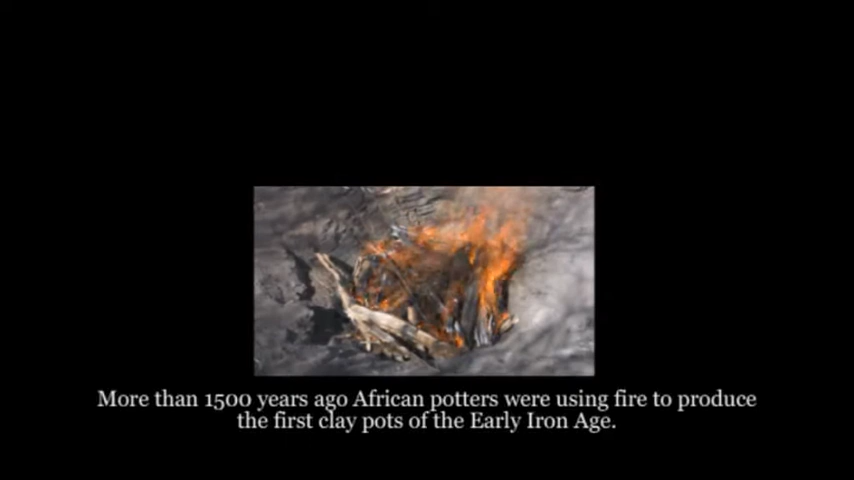 More than 1500 years ago African potters were using fire to produce
the first clay pots of the Early Iron Age.